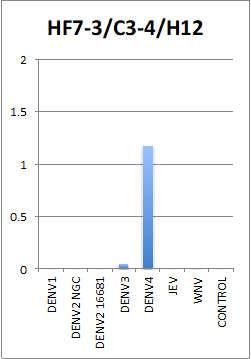 HF7-3/C3-4/H12
2
1.5
1
0.5
0
DENV1
DENV2 NGC
DENV2 16681
DENV3
DENV4
JEV
WNV
CONTROL